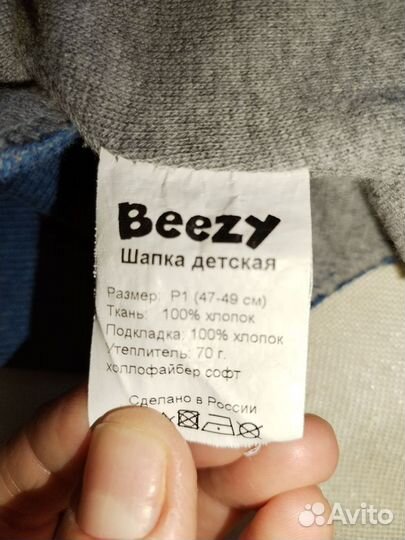 Beezy
Шапка детская
Размер: Р1 (47-49 см)
Ткань: 100% хлопок
Подкладка: 100% хлопок
Утеплитель: 70 г.
холлофайбер софт
Сделано в России
Avito